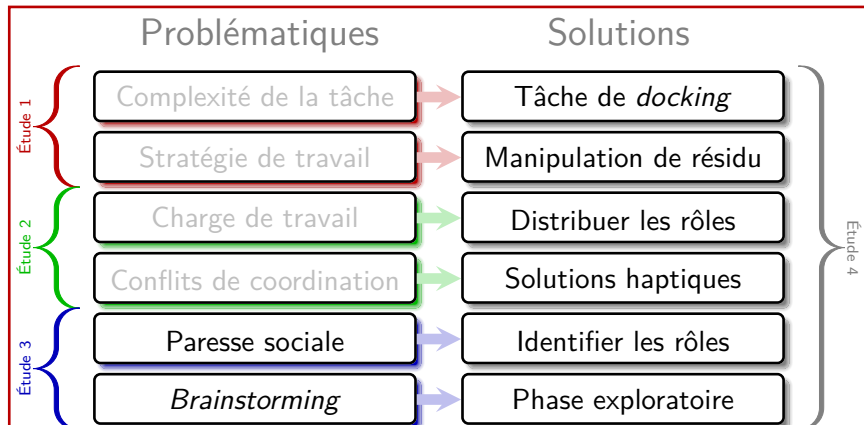 Problématiques Solutions
Étude 1
Complexité de la tâche Tâche de docking
Stratégie de travail Manipulation de résidu
Étude 2
Charge de travail Distribuer les rôles
Conflits de coordination Solutions haptiques
Étude 3
Paresse sociale Identifier les rôles
Brainstorming Phase exploratoire
Étude 4